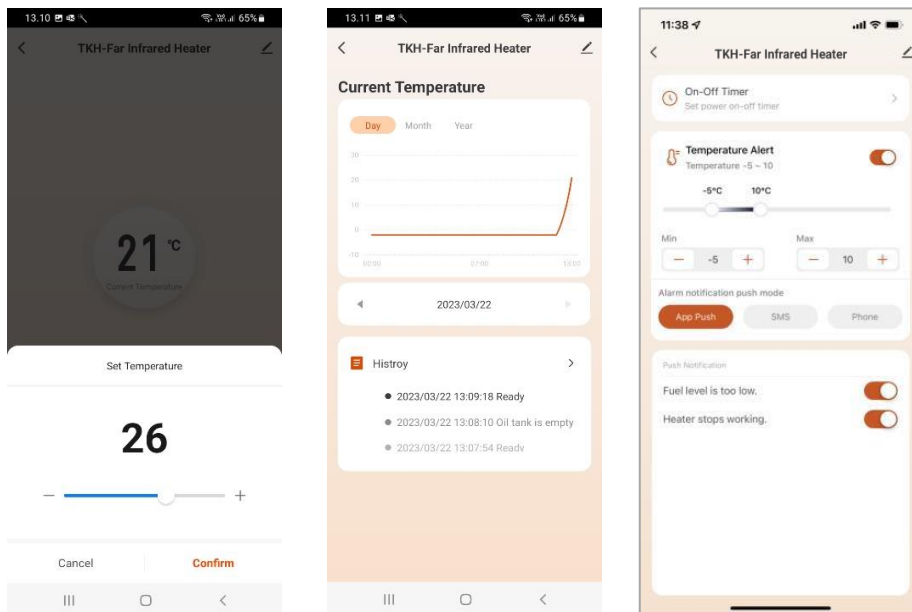 13.10
65%
TKH-Far Infrared Heater
21 °C
Current Temperature
Set Temperature
26
− +
Cancel Confirm
13.11
65%
TKH-Far Infrared Heater
Current Temperature
Day Month Year
30
20
10
0
-10
00:00 07:00 13:00
2023/03/22
Histroy
2023/03/22 13:09:18 Ready
2023/03/22 13:08:10 Oil tank is empty
2023/03/22 13:07:54 Ready
11:38
TKH-Far Infrared Heater
On-Off Timer
Set power on-off timer
Temperature Alert
Temperature -5 ~ 10
-5°C 10°C
Min Max
− -5 + − 10 +
Alarm notification push mode
App Push SMS Phone
Push Notification
Fuel level is too low.
Heater stops working.